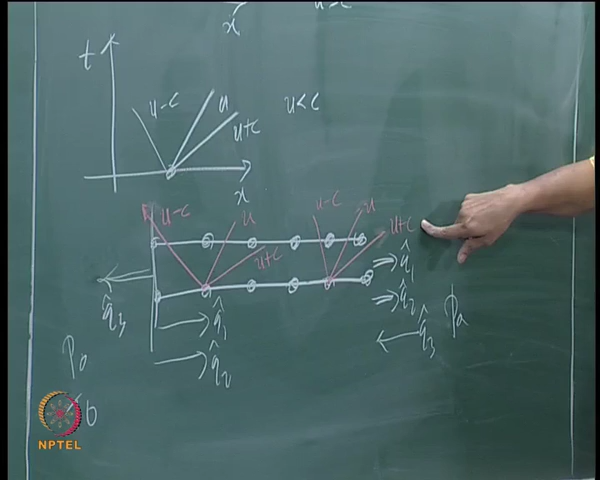 x u-c
t
u-c u u+c u<c
x
u-c u u+c u-c u u+c
q̂₁
q̂₃ q̂₁ q̂₂ q̂₃ pₐ
p₀ q̂₂
NPTEL